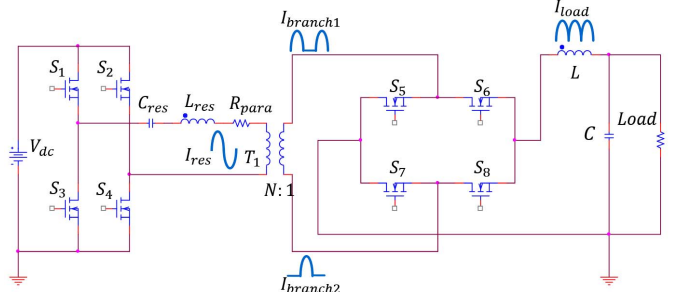 I_branch1
I_load
S_1
S_2
C_res
L_res
R_para
S_5
S_6
L
V_dc
I_res
T_1
C
Load
S_3
S_4
N:1
S_7
S_8
I_branch2